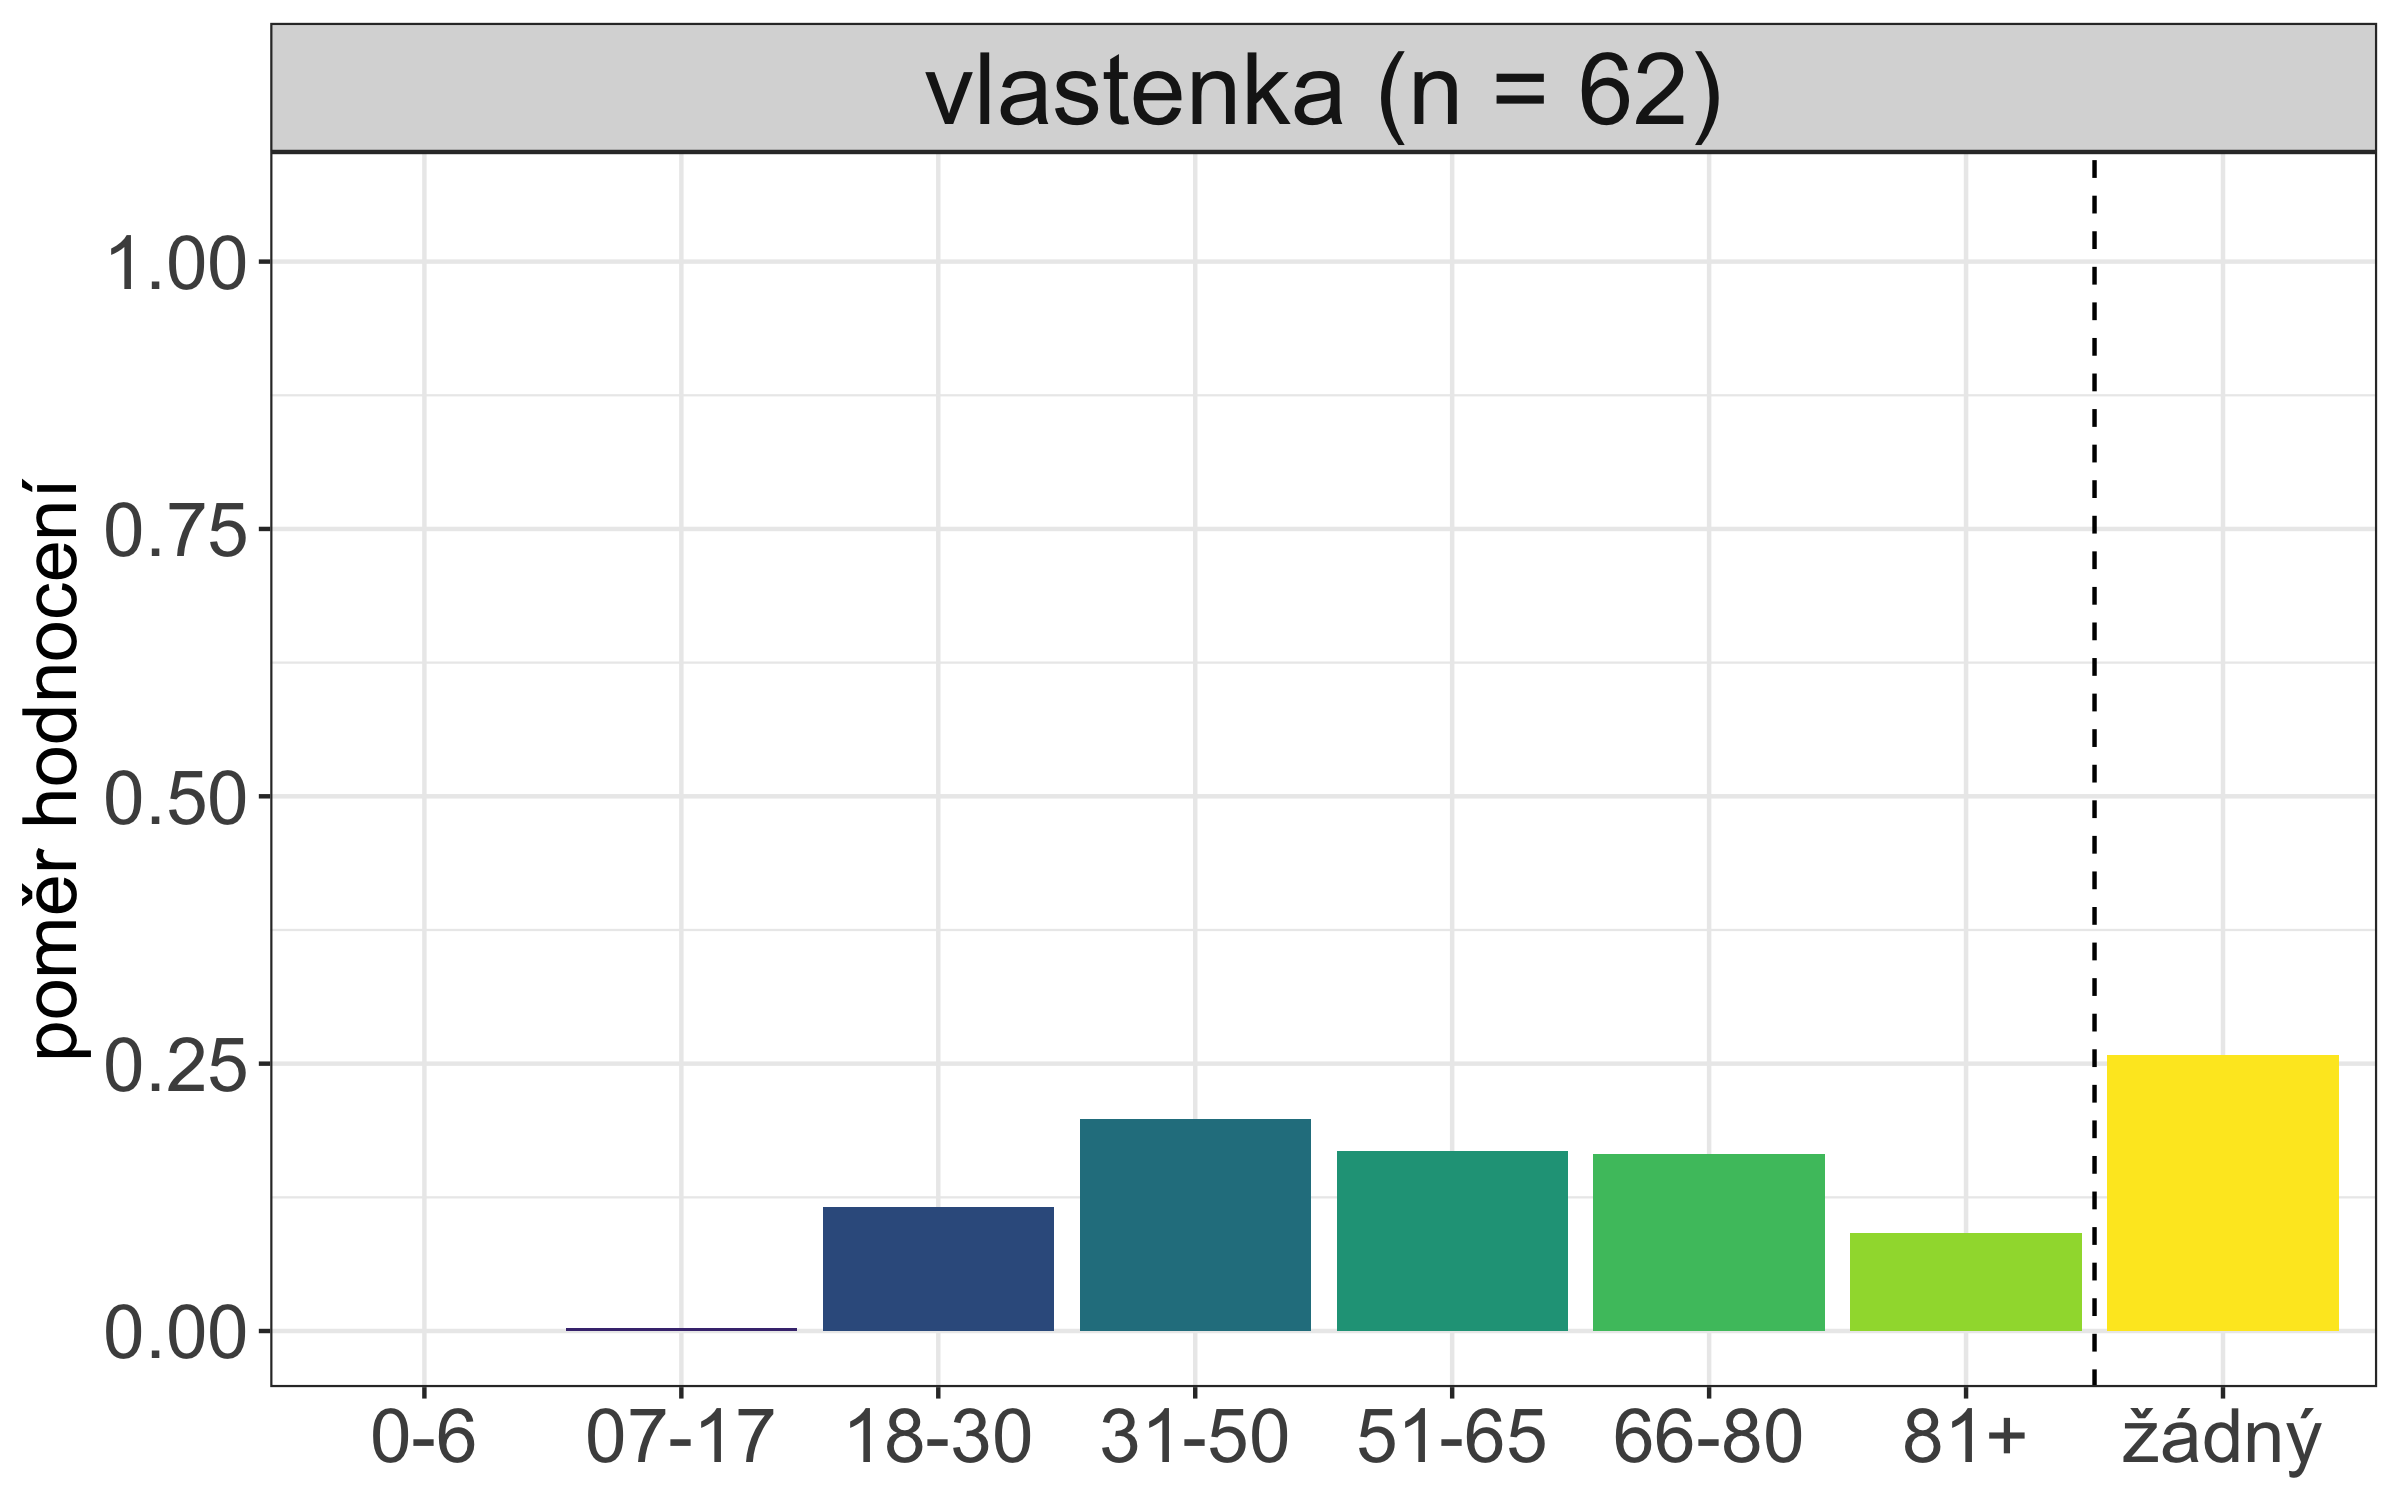 vlastenka (n = 62)
poměr hodnocení
1.00
0.75
0.50
0.25
0.00
0-6 07-17 18-30 31-50 51-65 66-80 81+ žádný